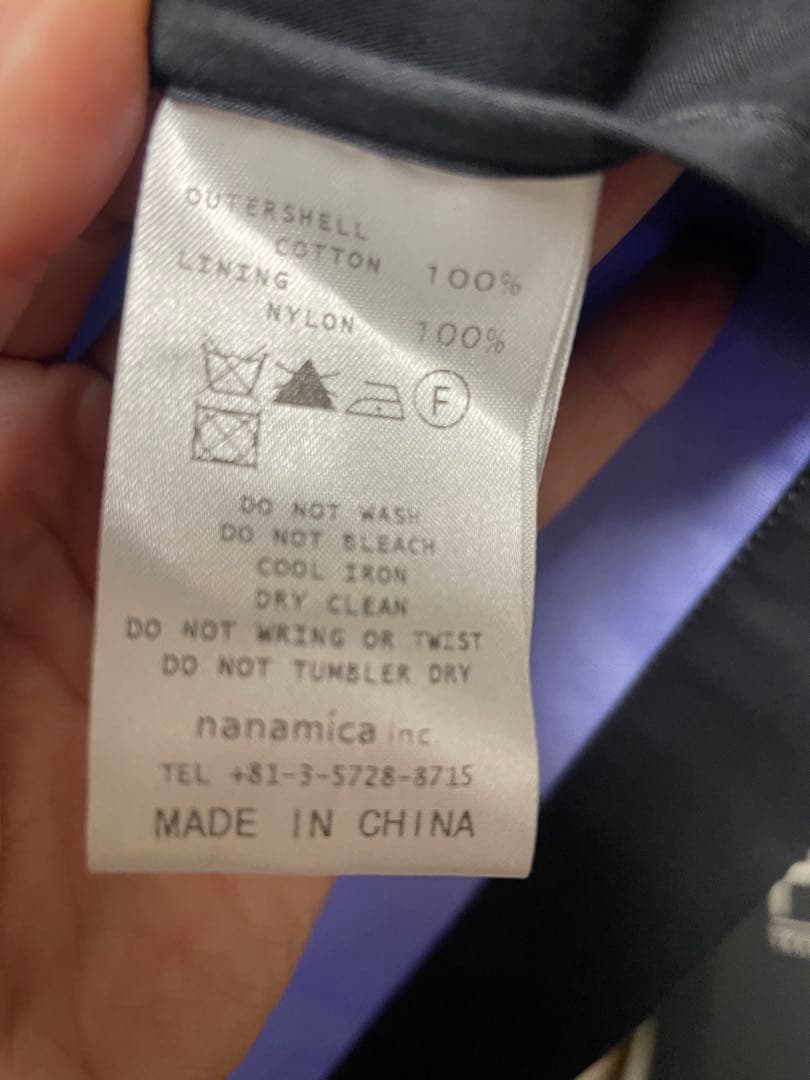 OUTERSHELL
COTTON 100%
LINING
NYLON 100%
F
DO NOT WASH
DO NOT BLEACH
COOL IRON
DRY CLEAN
DO NOT WRING OR TWIST
DO NOT TUMBLER DRY
nanamica inc.
TEL +81-3-5728-8715
MADE IN CHINA